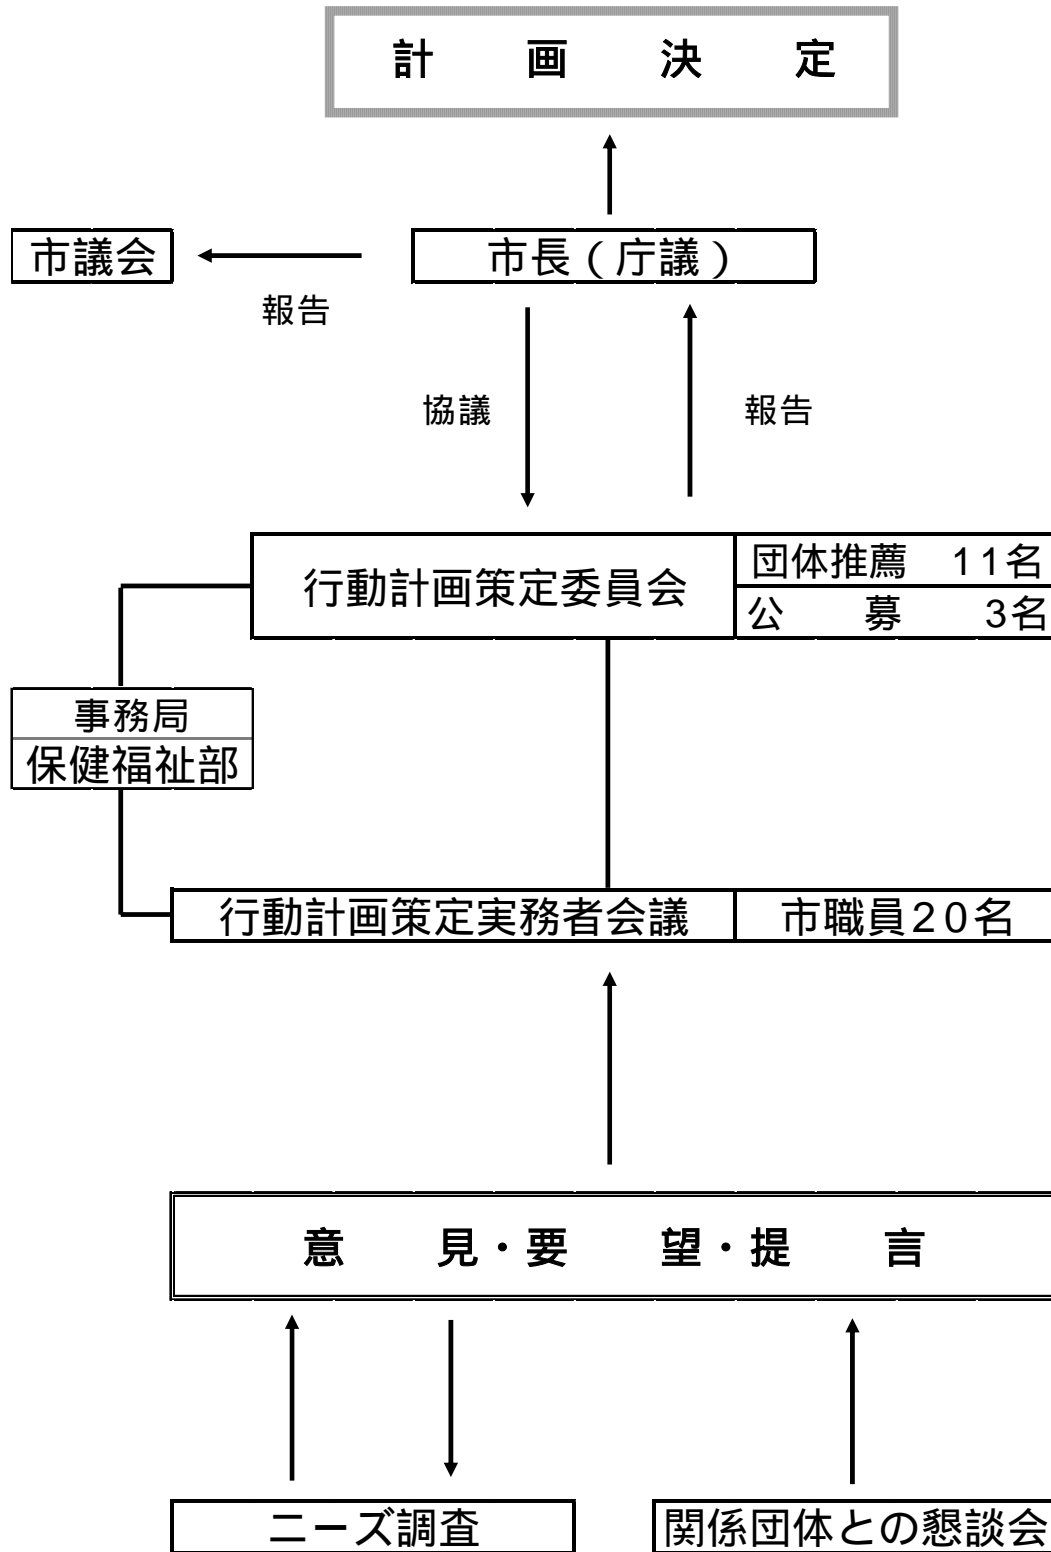 計　画　決　定
市議会
市長（庁議）
報告
協議
報告
行動計画策定委員会
団体推薦　11名
公　募　3名
事務局
保健福祉部
行動計画策定実務者会議
市職員20名
意　見・要　望・提　言
ニーズ調査
関係団体との懇談会